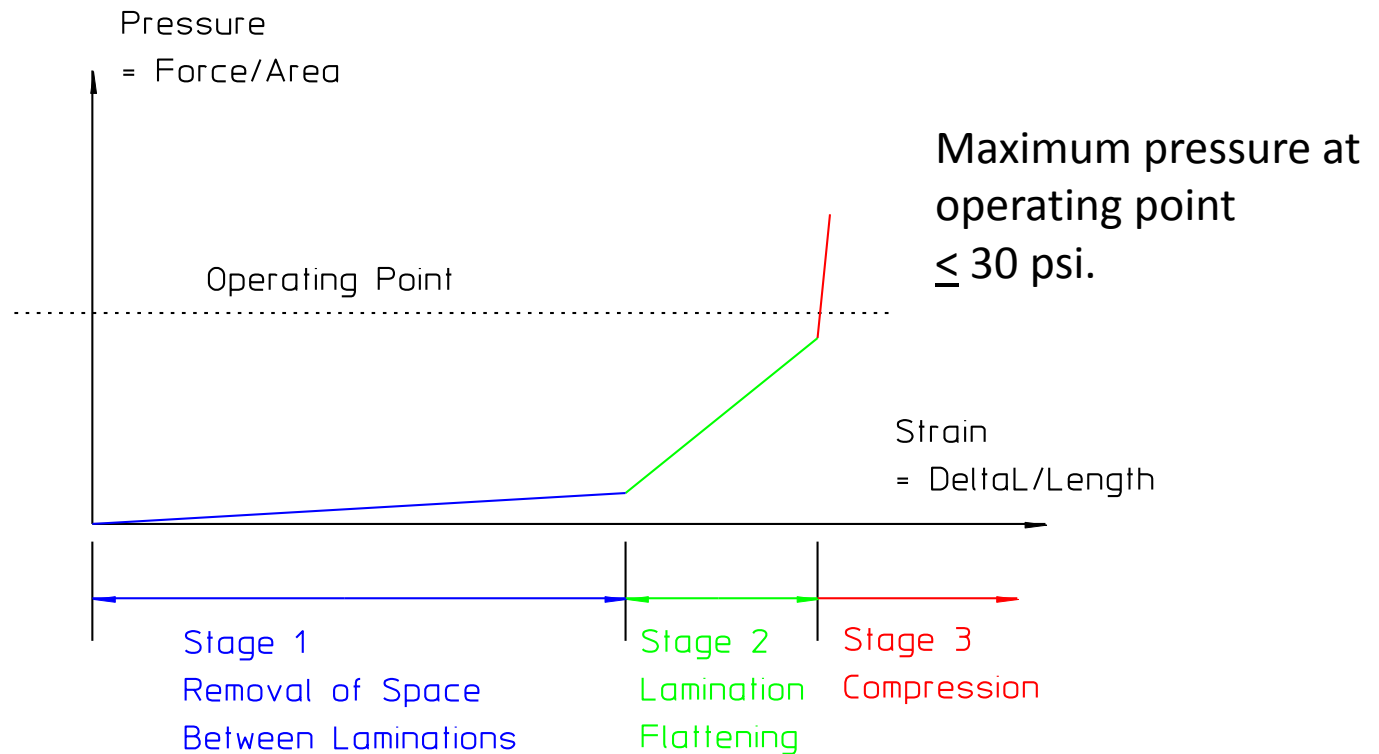 Pressure
= Force/Area
Maximum pressure at
operating point
≤ 30 psi.
Operating Point
Strain
= DeltaL/Length
Stage 1
Removal of Space
Between Laminations
Stage 2
Lamination
Flattening
Stage 3
Compression